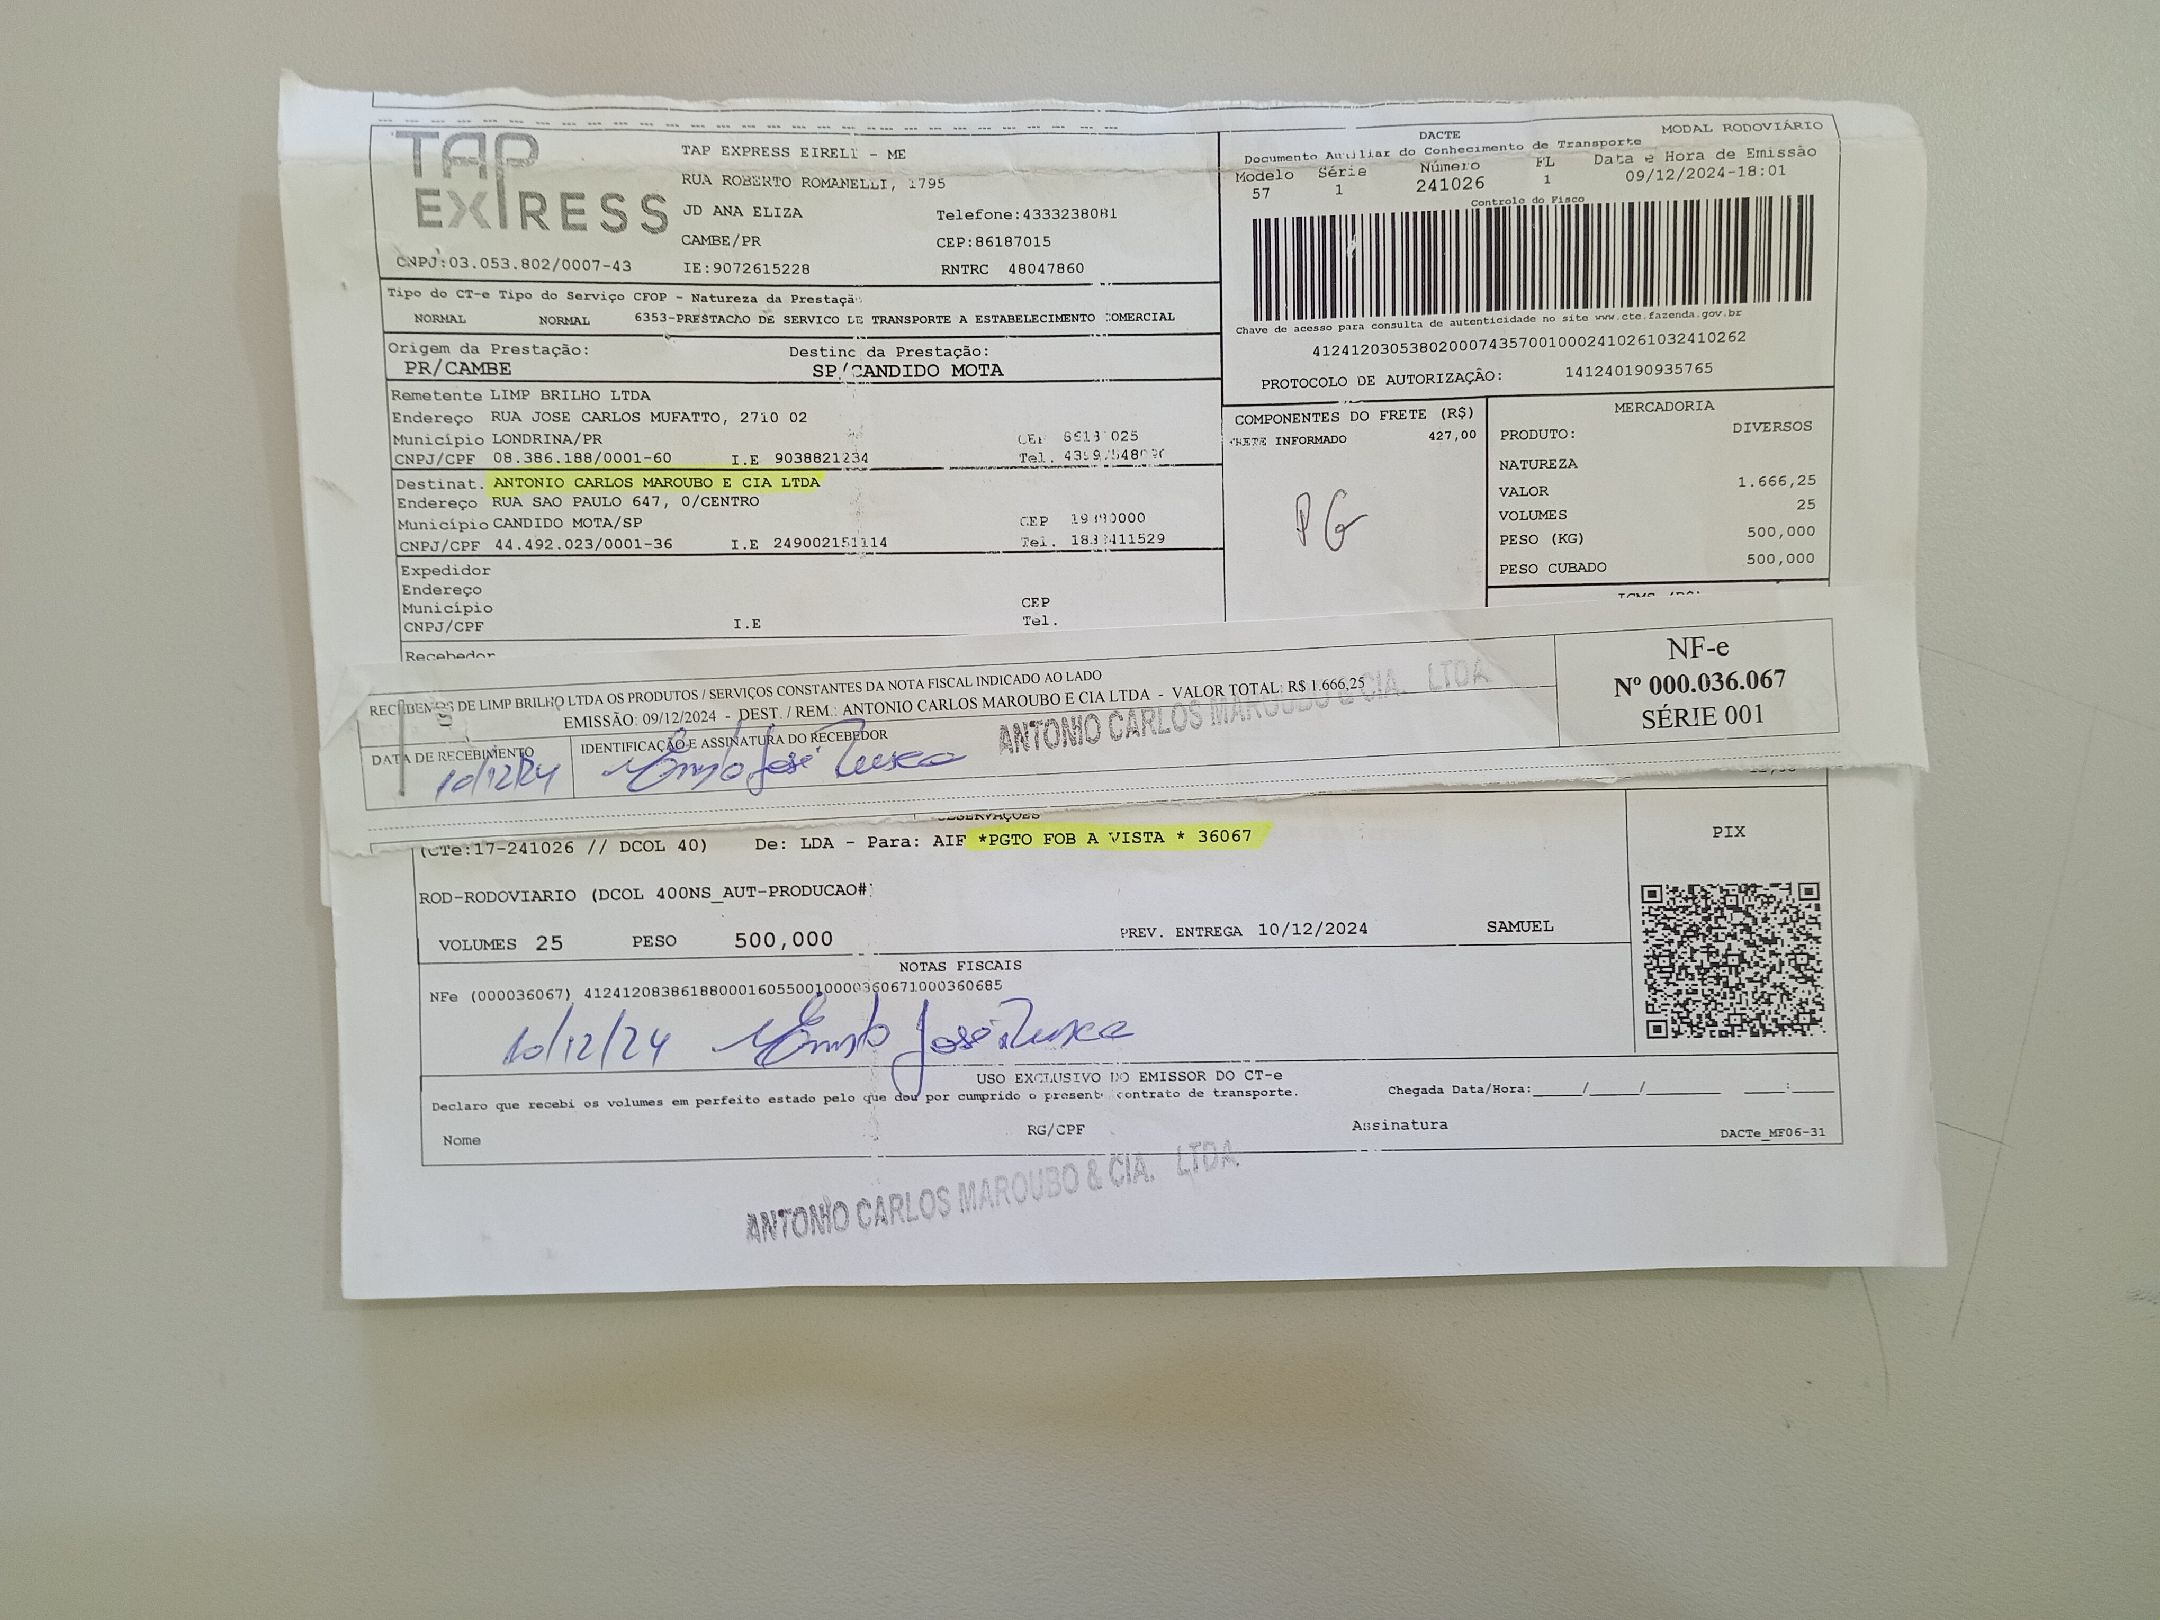 TAP EXPRESS
TAP EXPRESS EIRELI - ME
RUA ROBERTO ROMANELLI, 1795
JD ANA ELIZA Telefone:4333238081
CAMBE/PR CEP:86187015
CNPJ:03.053.802/0007-43 IE:9072615228 RNTRC 48047860
DACTE MODAL RODOVIÁRIO
Documento Auxiliar do Conhecimento de Transporte
Modelo Série Número FL Data e Hora de Emissão
57 1 241026 1 09/12/2024-18:01
Controle do Fisco
Chave de acesso para consulta de autenticidade no site www.cte.fazenda.gov.br
41241203053802000743570010002410261032410262
PROTOCOLO DE AUTORIZAÇÃO: 141240190935765
Tipo do CT-e Tipo do Serviço CFOP - Natureza da Prestaçã
NORMAL NORMAL 6353-PRESTACAO DE SERVICO DE TRANSPORTE A ESTABELECIMENTO COMERCIAL
Origem da Prestação: Destino da Prestação:
PR/CAMBE SP/CANDIDO MOTA
Remetente LIMP BRILHO LTDA
Endereço RUA JOSE CARLOS MUFATTO, 2710 02
Município LONDRINA/PR CEP
CNPJ/CPF 08.386.188/0001-60 I.E 9038821234 Tel.
Destinat. ANTONIO CARLOS MAROUBO E CIA LTDA
Endereço RUA SAO PAULO 647, 0/CENTRO
Município CANDIDO MOTA/SP CEP
CNPJ/CPF 44.492.023/0001-36 I.E 249002151114 Tel.
Expedidor
Endereço
Município CEP
CNPJ/CPF I.E Tel.
Recebedor
COMPONENTES DO FRETE (R$)
FRETE INFORMADO 427,00
PG
MERCADORIA
PRODUTO: DIVERSOS
NATUREZA
VALOR 1.666,25
VOLUMES 25
PESO (KG) 500,000
PESO CUBADO 500,000
RECEBEMOS DE LIMP BRILHO LTDA OS PRODUTOS / SERVIÇOS CONSTANTES DA NOTA FISCAL INDICADO AO LADO
EMISSÃO: 09/12/2024 - DEST. / REM.: ANTONIO CARLOS MAROUBO E CIA LTDA - VALOR TOTAL: R$ 1.666,25
ANTONIO CARLOS MAROUBO & CIA. LTDA
DATA DE RECEBIMENTO IDENTIFICAÇÃO E ASSINATURA DO RECEBEDOR
10/12/24
NF-e
Nº 000.036.067
SÉRIE 001
OBSERVAÇÕES
(CTe:17-241026 // DCOL 40) De: LDA - Para: AIF *PGTO FOB A VISTA * 36067
PIX
ROD-RODOVIARIO (DCOL 400NS_AUT-PRODUCAO#
VOLUMES 25 PESO 500,000 PREV. ENTREGA 10/12/2024 SAMUEL
NOTAS FISCAIS
NFe (000036067) 41241208386188000160550010000360671000360685
10/12/24
USO EXCLUSIVO DO EMISSOR DO CT-e
Declaro que recebi os volumes em perfeito estado pelo que dou por cumprido o presente contrato de transporte. Chegada Data/Hora:____/____/____ ____:____
Nome RG/CPF Assinatura
DACTe_MF06-31
ANTONIO CARLOS MAROUBO & CIA. LTDA.